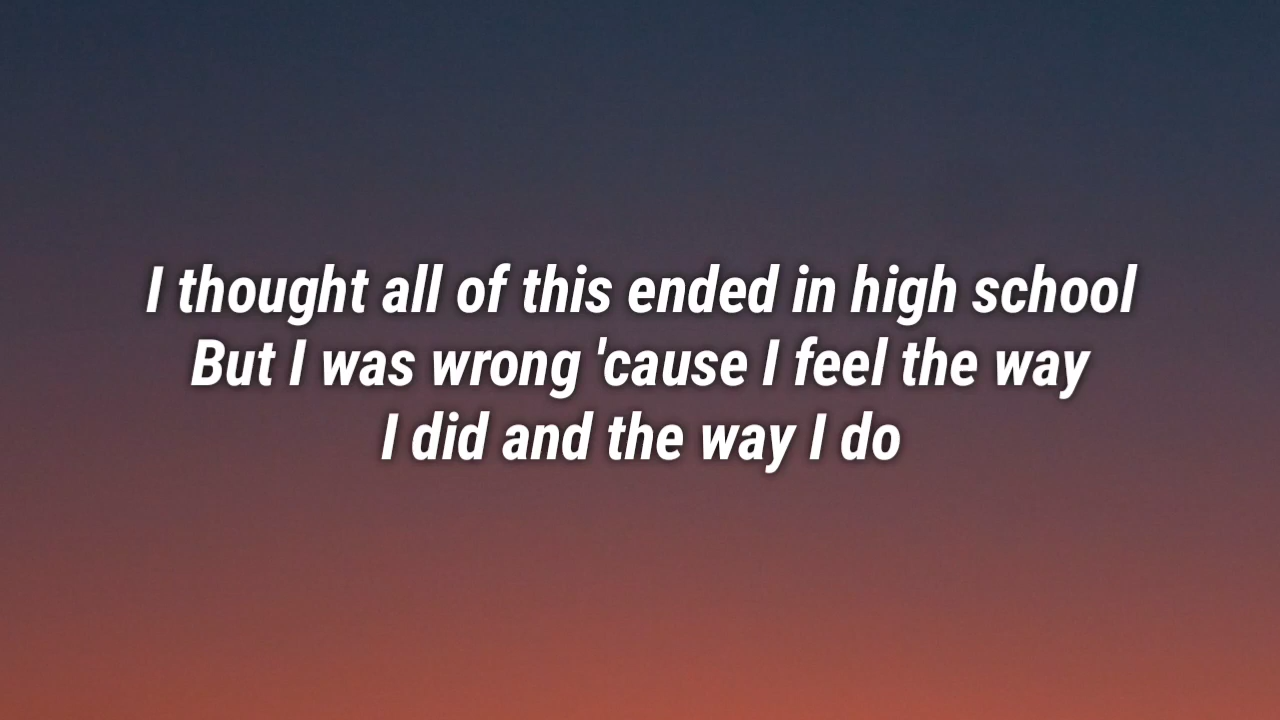 I thought all of this ended in high school
But I was wrong 'cause I feel the way
I did and the way I do